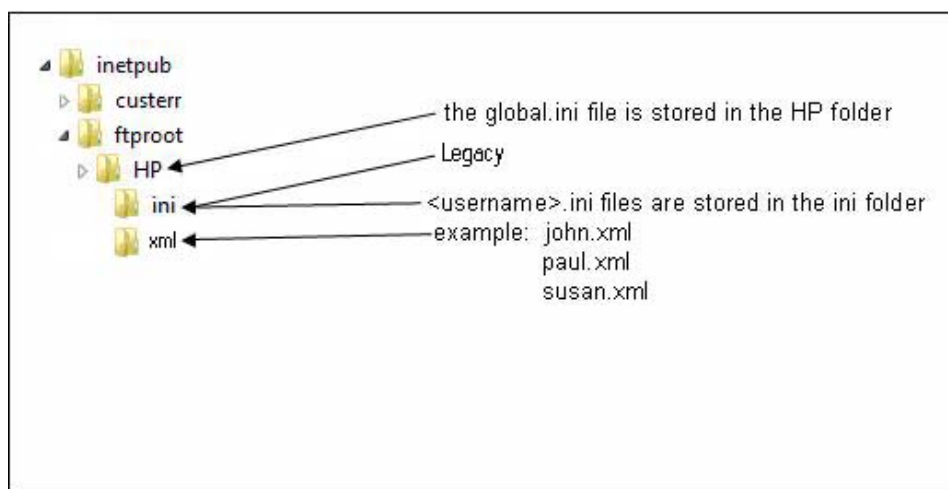 inetpub
custerr
ftproot
the global.ini file is stored in the HP folder
HP
Legacy
ini
<username>.ini files are stored in the ini folder
xml
example: john.xml
paul.xml
susan.xml